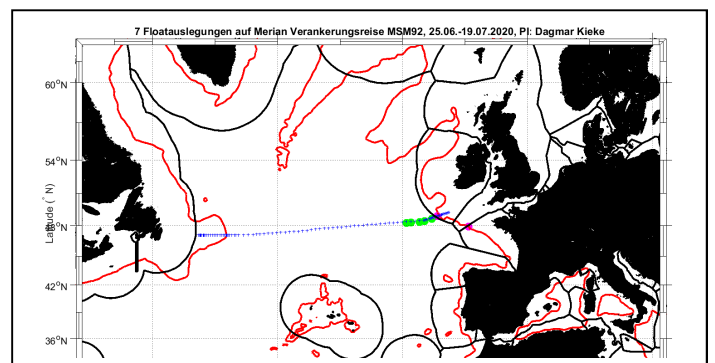 7 Floatauslegungen auf Merian Verankerungsreise MSM92, 25.06.-19.07.2020, PI: Dagmar Kieke
60°N
54°N
48°N
42°N
36°N
Latitude (° N)